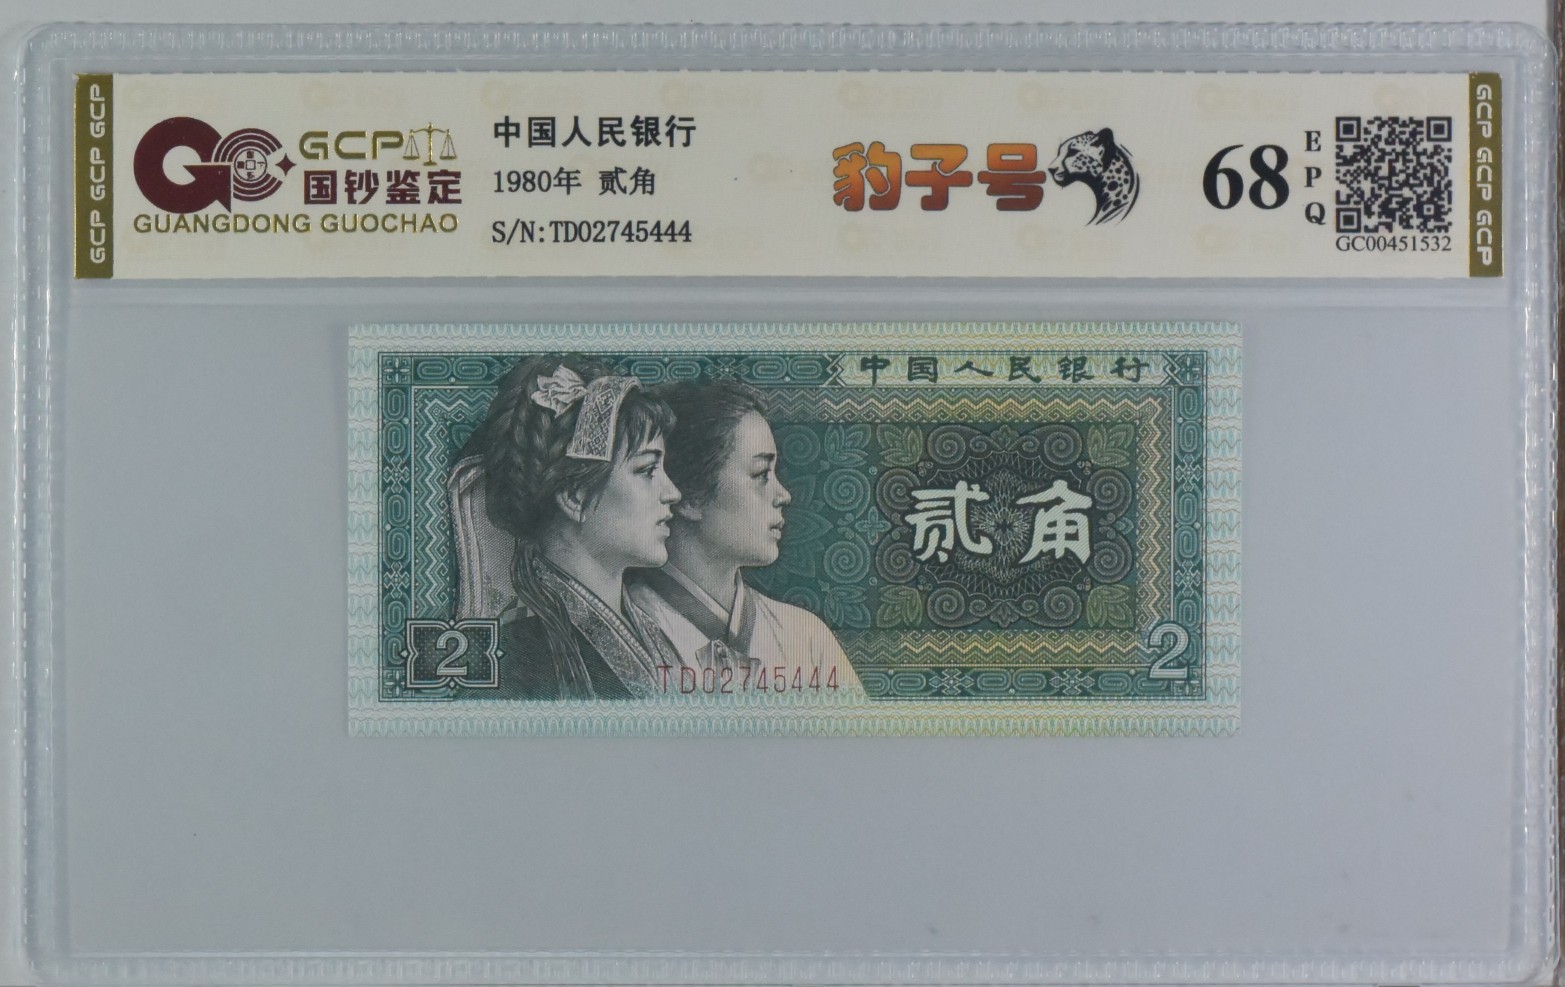 GCP GCP GCP
GCP
国钞鉴定
GUANGDONG GUOCHAO
中国人民银行
1980年 贰角
S/N:TD02745444
豹子号
68
EPQ
GC00451532
GCP GCP GCP
中国人民银行
贰角
2
2
TD02745444